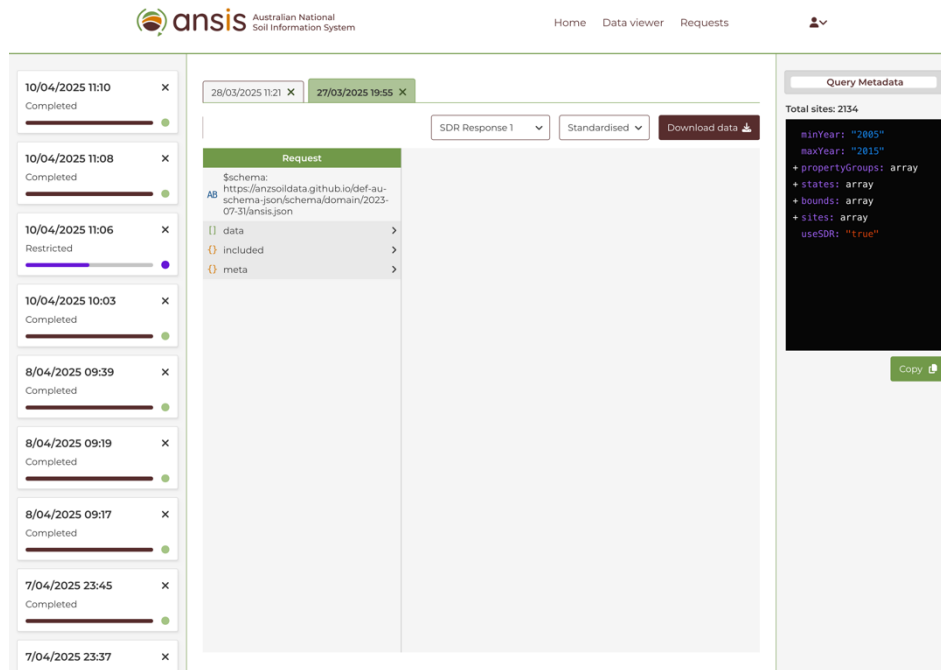 ansis Australian National
Soil Information System
Home Data viewer Requests
10/04/2025 11:10
Completed
10/04/2025 11:08
Completed
10/04/2025 11:06
Restricted
10/04/2025 10:03
Completed
8/04/2025 09:39
Completed
8/04/2025 09:19
Completed
8/04/2025 09:17
Completed
7/04/2025 23:45
Completed
7/04/2025 23:37
28/03/2025 11:21
27/03/2025 19:55
SDR Response 1
Standardised
Download data
Request
AB
$schema:
https://anzsoildata.github.io/def-au-
schema-json/schema/domain/2023-
07-31/ansis.json
[] data
{} included
{} meta
Query Metadata
Total sites: 2134
minYear: "2005"
maxYear: "2015"
+ propertyGroups: array
+ states: array
+ bounds: array
+ sites: array
useSDR: "true"
Copy